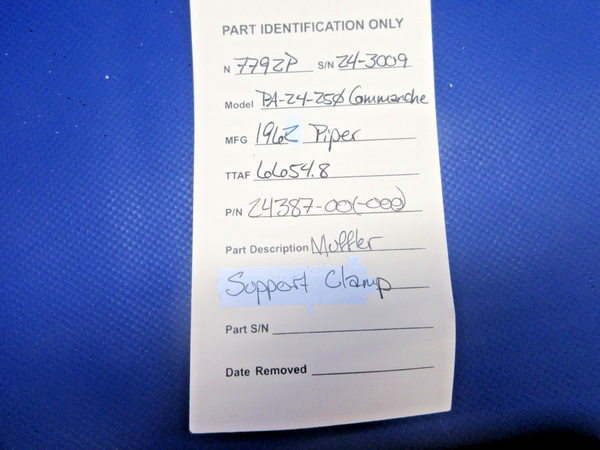 PART IDENTIFICATION ONLY
N 7792P S/N 24-3009
Model PA-24-250 Commanche
MFG 1962 Piper
TTAF 6654.8
P/N 24387-00(-000)
Part Description Muffler
Support Clamp
Part S/N
Date Removed